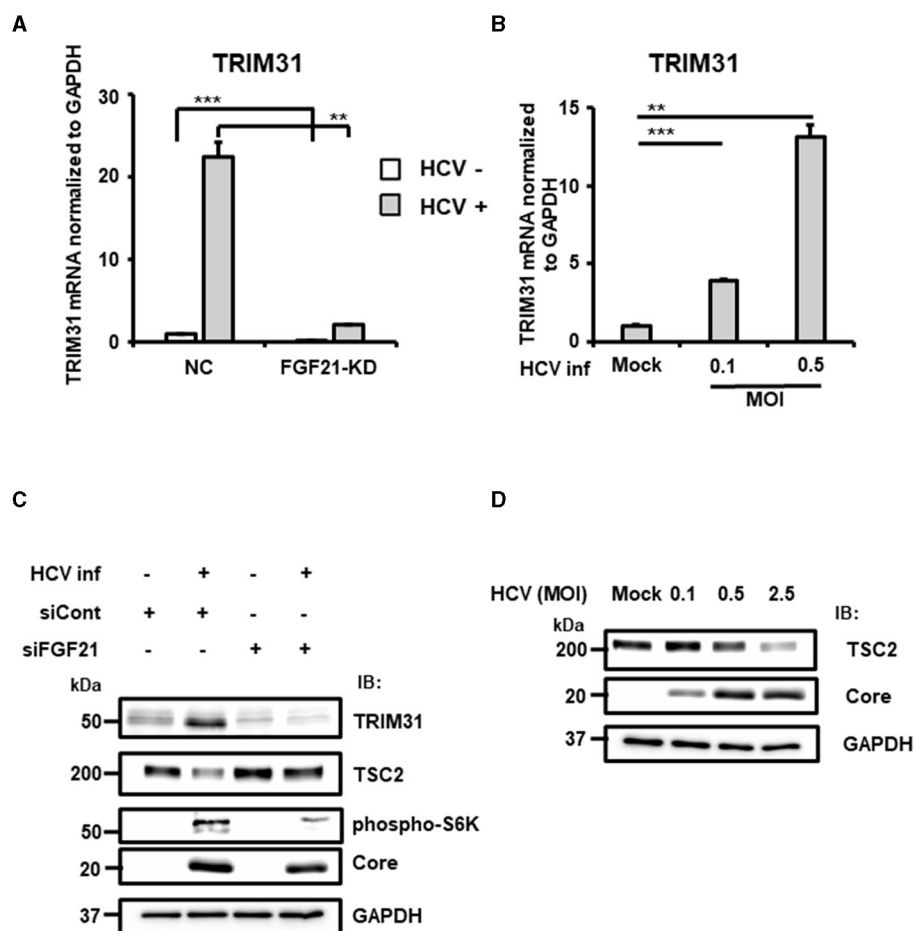 A
TRIM31
TRIM31 mRNA normalized to GAPDH
30
20
10
0
***
**
HCV -
HCV +
NC
FGF21-KD
B
TRIM31
TRIM31 mRNA normalized
to GAPDH
15
10
5
0
**
***
HCV inf
Mock
0.1
0.5
MOI
C
HCV inf - + - +
siCont + + - -
siFGF21 - - + +
kDa
IB:
50 TRIM31
200 TSC2
50 phospho-S6K
20 Core
37 GAPDH
D
HCV (MOI) Mock 0.1 0.5 2.5
IB:
kDa
200 TSC2
20 Core
37 GAPDH